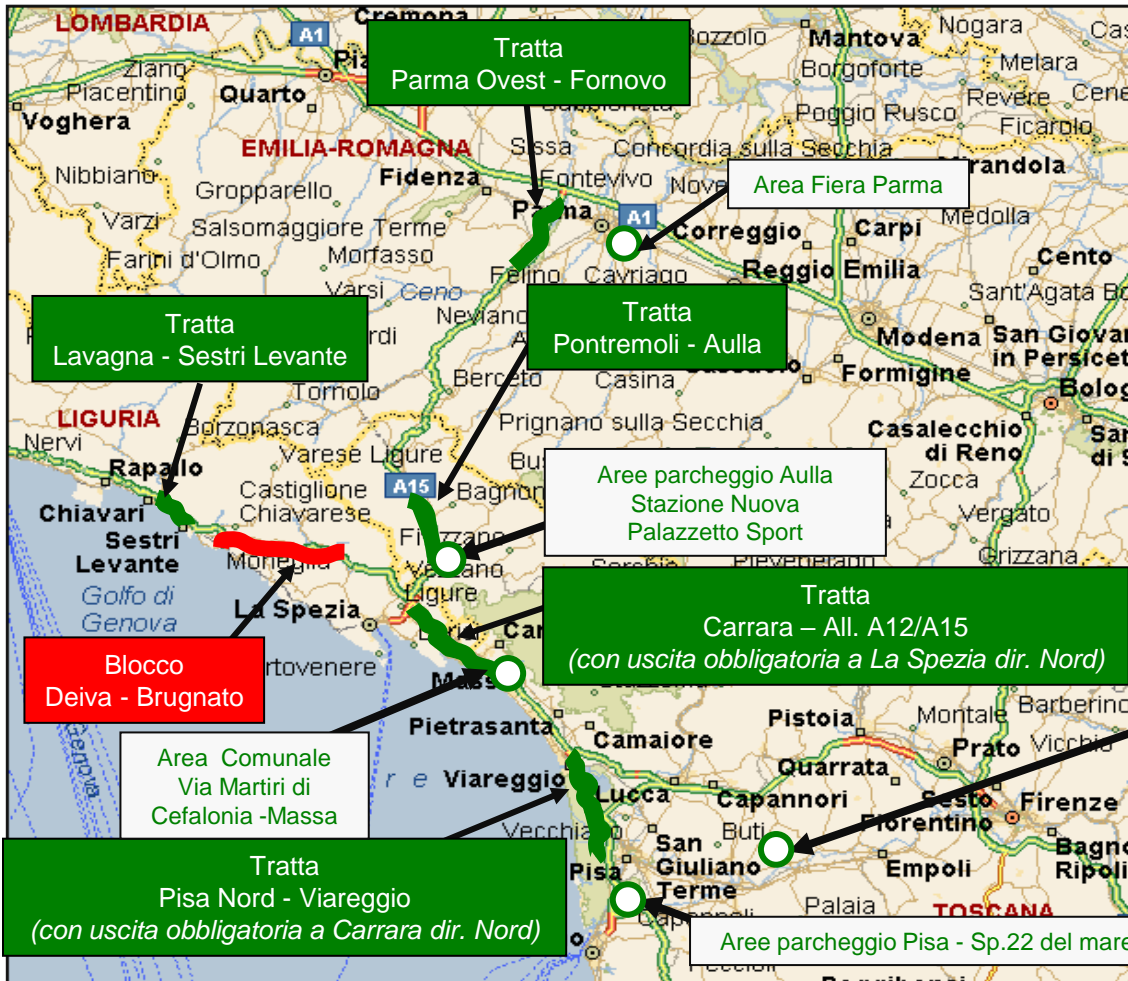 LOMBARDIA
Cremona
A1
Bozzolo
Mantova
Nogara
Ziano
Piacentino
Quarto
Voghera
Tratta
Parma Ovest - Fornovo
Borgoforte
Metara
Revere
Poggio Rusco
Ficarolo
EMILIA-ROMAGNA
Sissa
Concordia sulla Secchia
Mirandola
Nibbiano
Gropparello
Fidenza
Fontevivo
Area Fiera Parma
Varzi
Salsomaggiore Terme
Parma
A1
Medolla
Farini d'Olmo
Morfasso
Felino
Cavriago
Correggio
Carpi
Reggio Emilia
Cento
Sant'Agata
Varsi
Ceno
Tratta
Lavagna - Sestri Levante
Tratta
Pontremoli - Aulla
Modena
San Giovanni
in Persiceto
Berceto
Casina
Formigine
Tornolo
LIGURIA
Borzonasca
Prignano sulla Secchia
Casalecchio
di Reno
Nervi
Rapallo
Varese Ligure
Castiglione
Chiavarese
A15
Aree parcheggio Aulla
Stazione Nuova
Palazzetto Sport
Zocca
Vergato
Chiavari
Sestri
Levante
Moneglia
Grizzana
Golfo di
Genova
La Spezia
Vezzano
Ligure
Blocco
Deiva - Brugnato
Tratta
Carrara – All. A12/A15
(con uscita obbligatoria a La Spezia dir. Nord)
Pietrasanta
Pistoia
Montale
Barberino
Genova
Area Comunale
Via Martiri di
Cefalonia -Massa
r e
Viareggio
Camaiore
Lucca
Capannori
Quarrata
Prato
Vicchio
Sesto
Fiorentino
Firenze
Vecchiano
Buti
Tratta
Pisa Nord - Viareggio
(con uscita obbligatoria a Carrara dir. Nord)
Pisa
San
Giuliano
Terme
Empoli
Bagno
Ripoli
Palaia
TOSCANA
Aree parcheggio Pisa - Sp.22 del mare